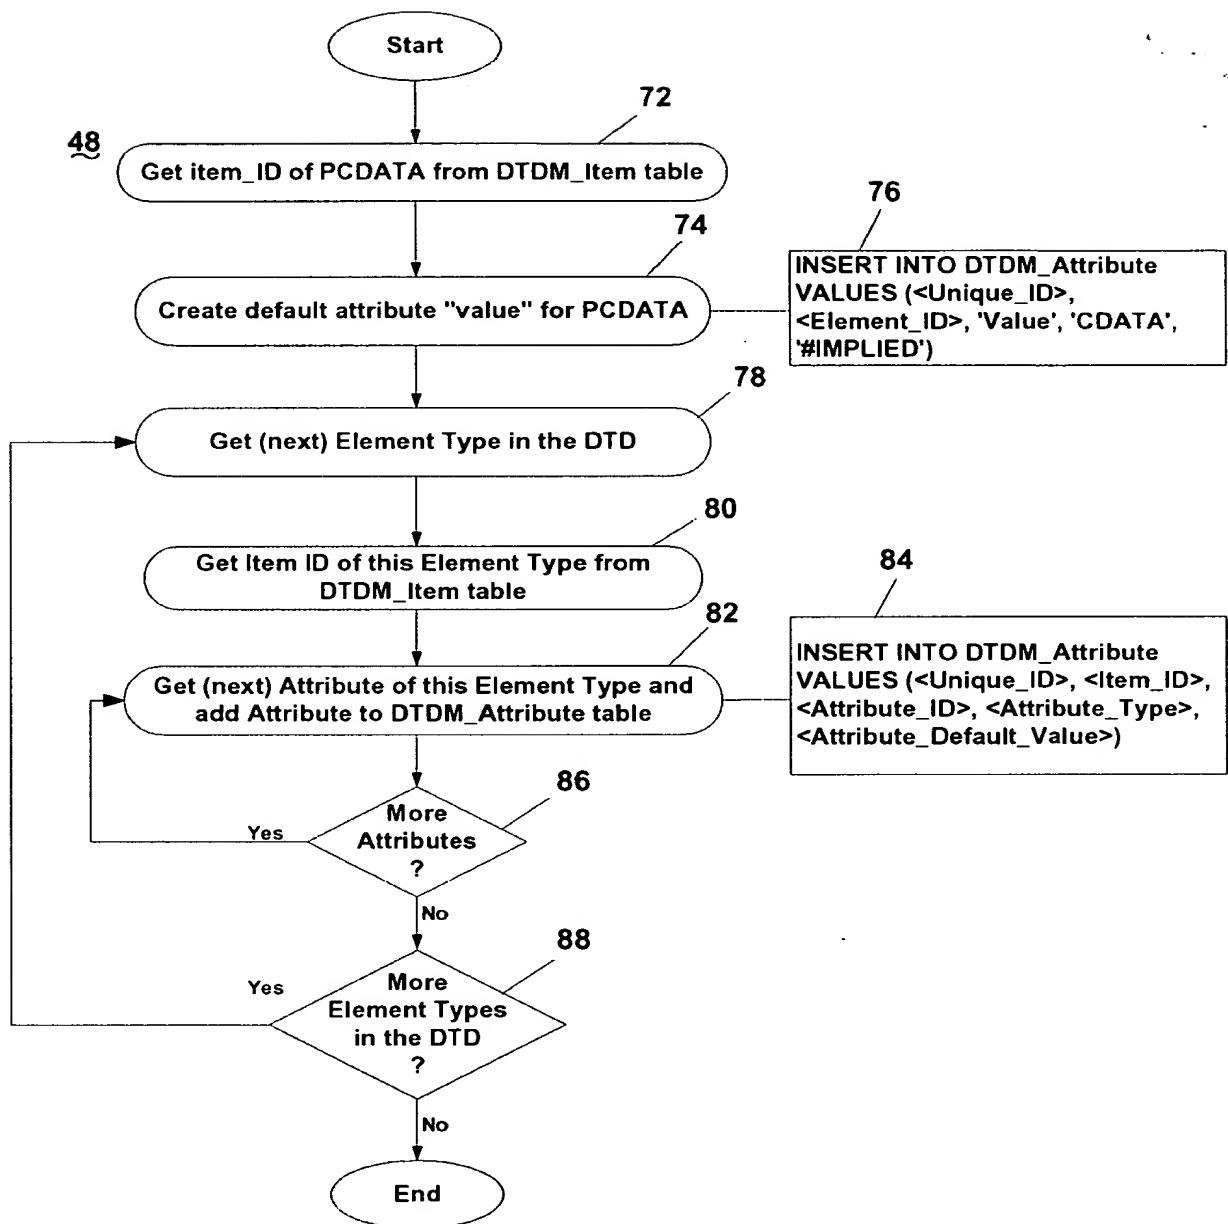 Start
72
48
Get item_ID of PCDATA from DTDM_Item table
76
74
INSERT INTO DTDM_Attribute
VALUES (<Unique_ID>,
<Element_ID>, 'Value', 'CDATA',
'#IMPLIED')
Create default attribute "value" for PCDATA
78
Get (next) Element Type in the DTD
80
Get Item ID of this Element Type from
DTDM_Item table
84
82
INSERT INTO DTDM_Attribute
VALUES (<Unique_ID>, <Item_ID>,
<Attribute_ID>, <Attribute_Type>,
<Attribute_Default_Value>)
Get (next) Attribute of this Element Type and
add Attribute to DTDM_Attribute table
86
More
Attributes
?
Yes
No
88
More
Element Types
in the DTD
?
Yes
No
End